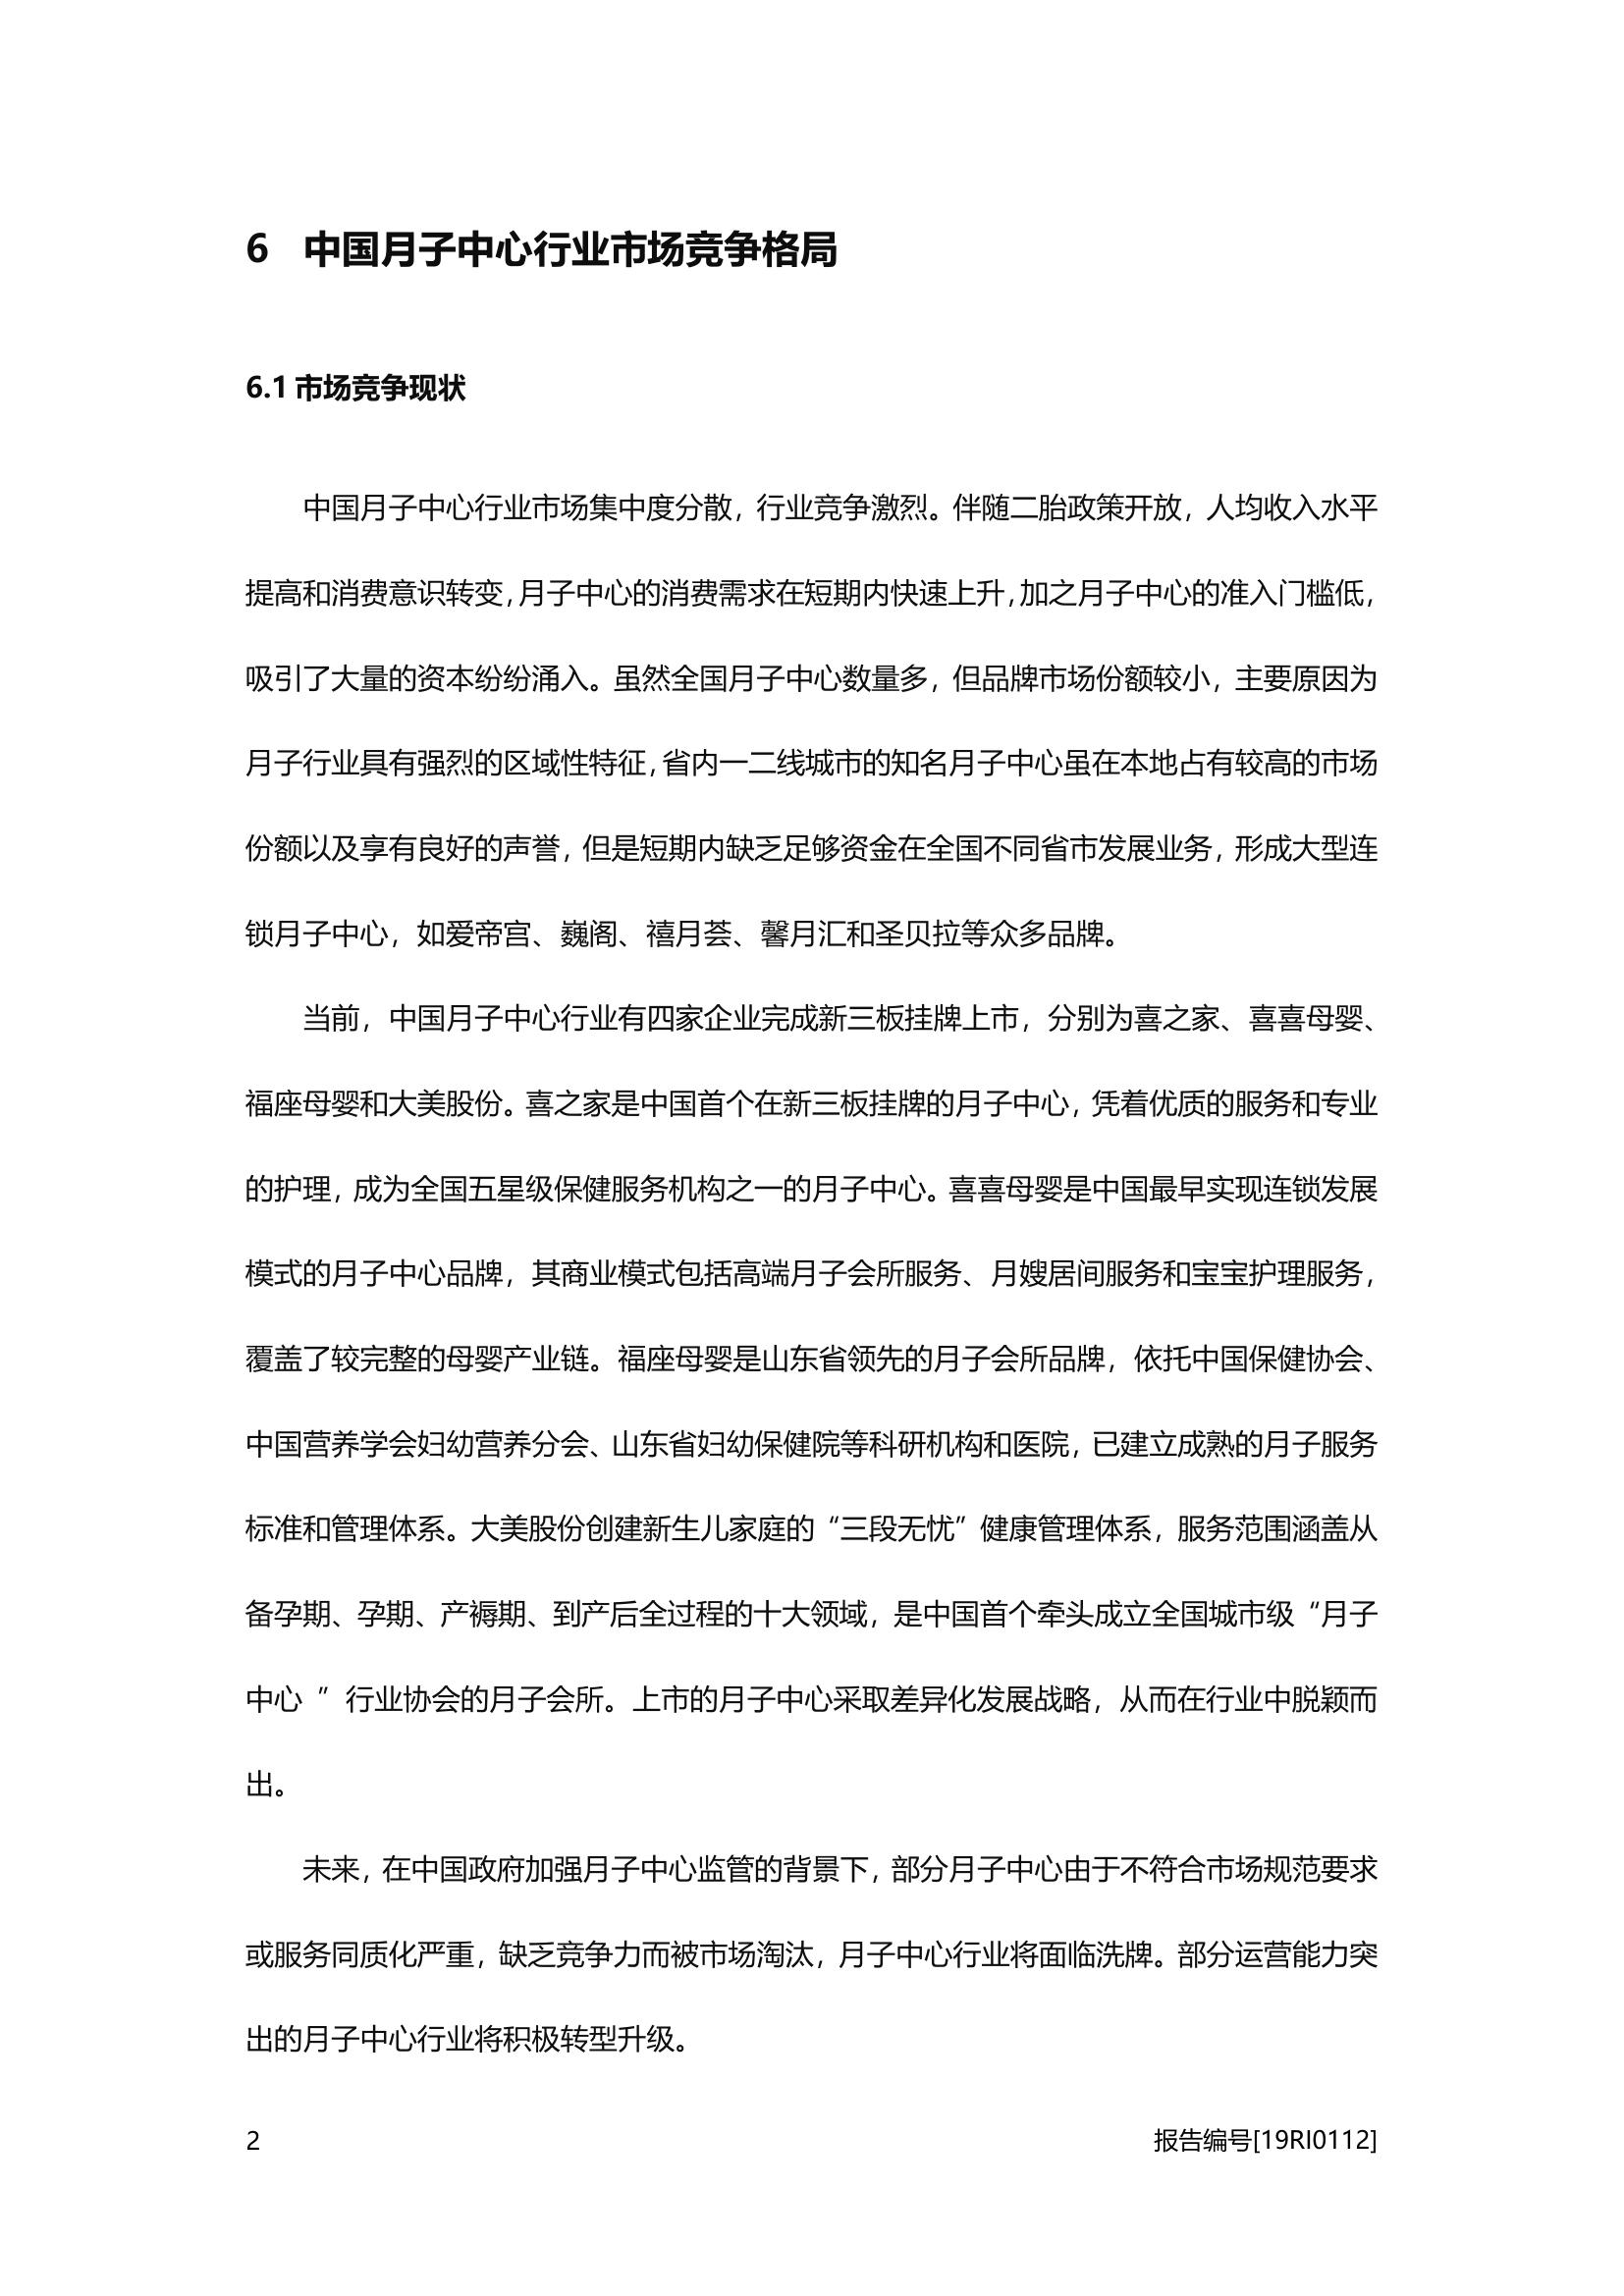 6 中国月子中心行业市场竞争格局
6.1 市场竞争现状
中国月子中心行业市场集中度分散，行业竞争激烈。伴随二胎政策开放，人均收入水平
提高和消费意识转变，月子中心的消费需求在短期内快速上升，加之月子中心的准入门槛低，
吸引了大量的资本纷纷涌入。虽然全国月子中心数量多，但品牌市场份额较小，主要原因为
月子行业具有强烈的区域性特征，省内一二线城市的知名月子中心虽在本地占有较高的市场
份额以及享有良好的声誉，但是短期内缺乏足够资金在全国不同省市发展业务，形成大型连
锁月子中心，如爱帝宫、巍阁、禧月荟、馨月汇和圣贝拉等众多品牌。
当前，中国月子中心行业有四家企业完成新三板挂牌上市，分别为喜之家、喜喜母婴、
福座母婴和大美股份。喜之家是中国首个在新三板挂牌的月子中心，凭着优质的服务和专业
的护理，成为全国五星级保健服务机构之一的月子中心。喜喜母婴是中国最早实现连锁发展
模式的月子中心品牌，其商业模式包括高端月子会所服务、月嫂居间服务和宝宝护理服务，
覆盖了较完整的母婴产业链。福座母婴是山东省领先的月子会所品牌，依托中国保健协会、
中国营养学会妇幼营养分会、山东省妇幼保健院等科研机构和医院，已建立成熟的月子服务
标准和管理体系。大美股份创建新生儿家庭的“三段无忧”健康管理体系，服务范围涵盖从
备孕期、孕期、产褥期、到产后全过程的十大领域，是中国首个牵头成立全国城市级“月子
中心 ”行业协会的月子会所。上市的月子中心采取差异化发展战略，从而在行业中脱颖而
出。
未来，在中国政府加强月子中心监管的背景下，部分月子中心由于不符合市场规范要求
或服务同质化严重，缺乏竞争力而被市场淘汰，月子中心行业将面临洗牌。部分运营能力突
出的月子中心行业将积极转型升级。
2 报告编号[19RI0112]